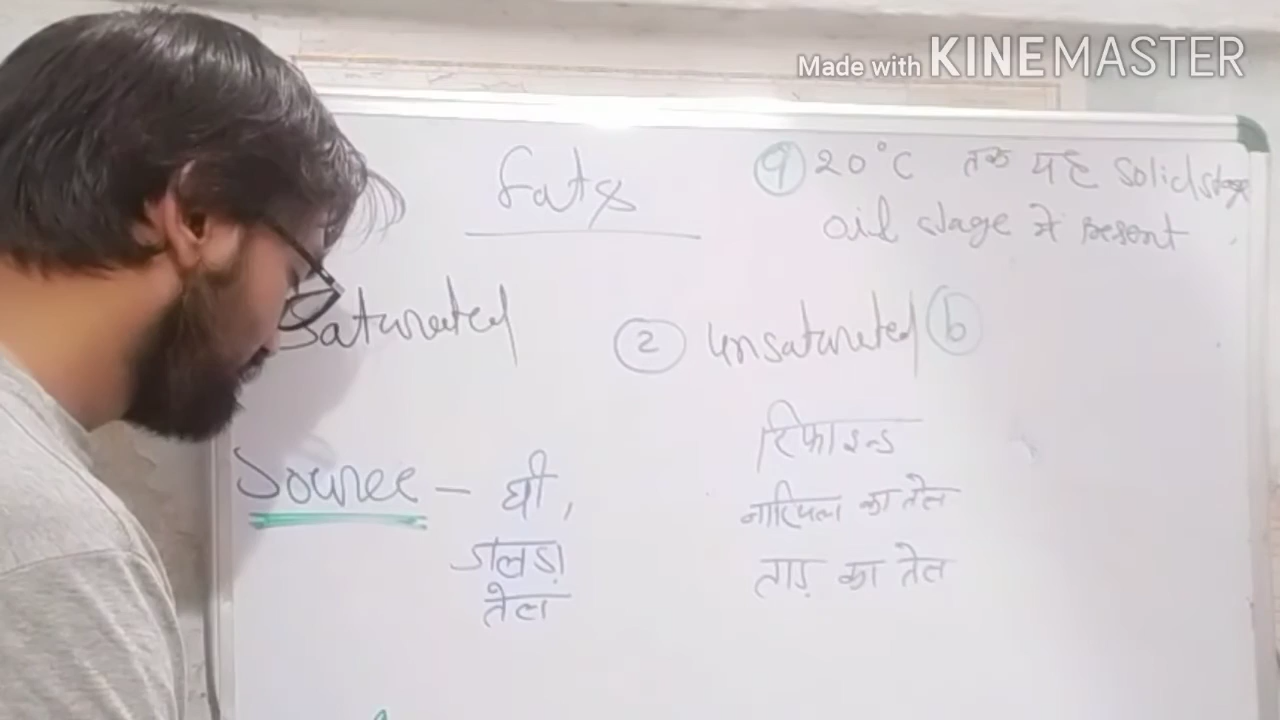 Made with KINEMASTER
Fats
a 20°C तक यह solid stage
oil stage मे present
Saturated
2 unsaturated b
Source - घी,
डालडा
तेल
रिफाइन्ड
नारियल का तेल
ताड़ का तेल